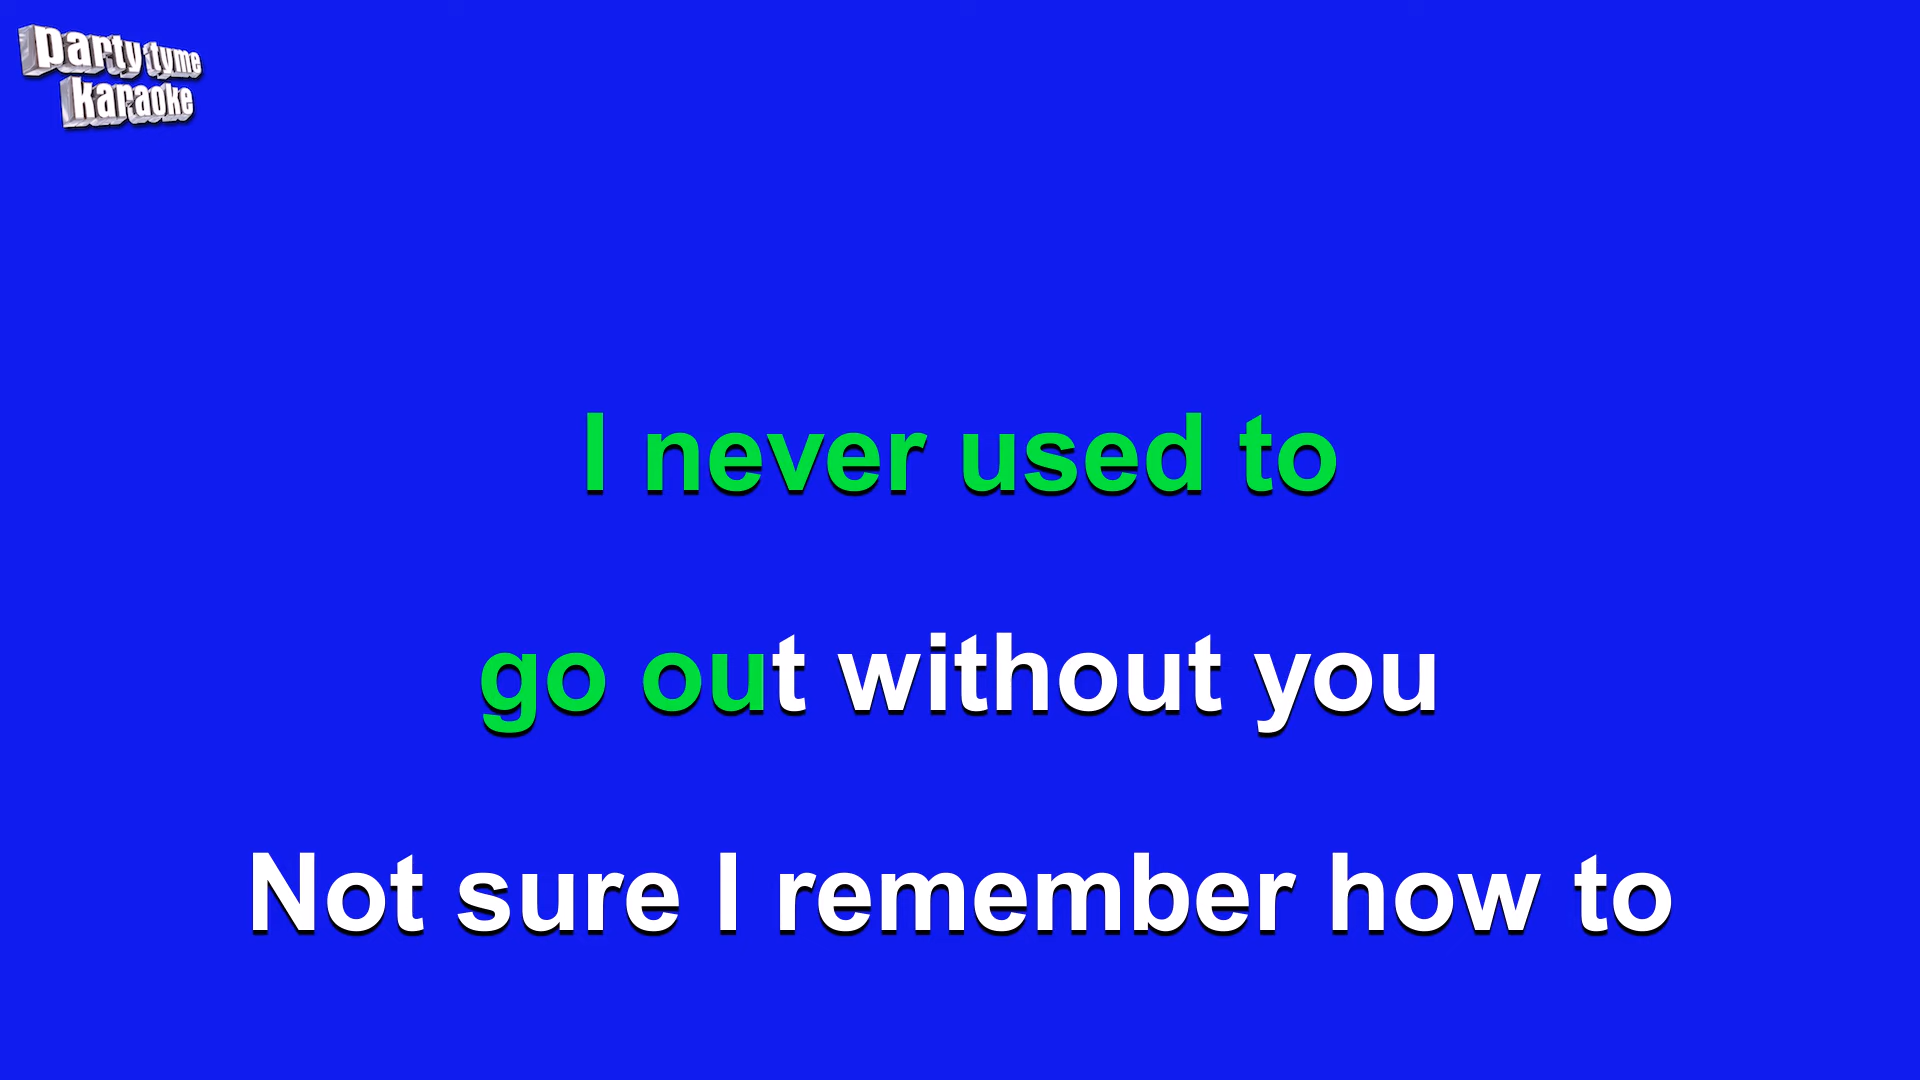 party tyme
karaoke
I never used to
go out without you
Not sure I remember how to